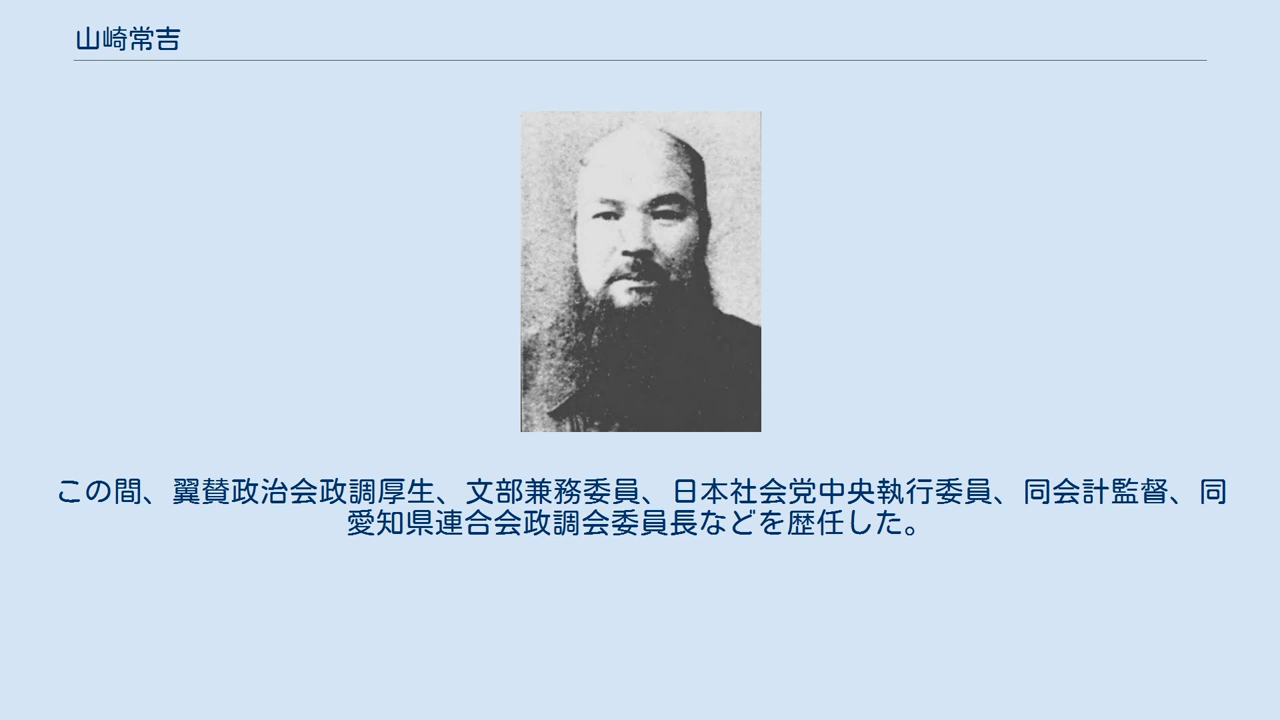 山崎常吉
この間、翼賛政治会政調厚生、文部兼務委員、日本社会党中央執行委員、同会計監督、同
愛知県連合会政調会委員長などを歴任した。